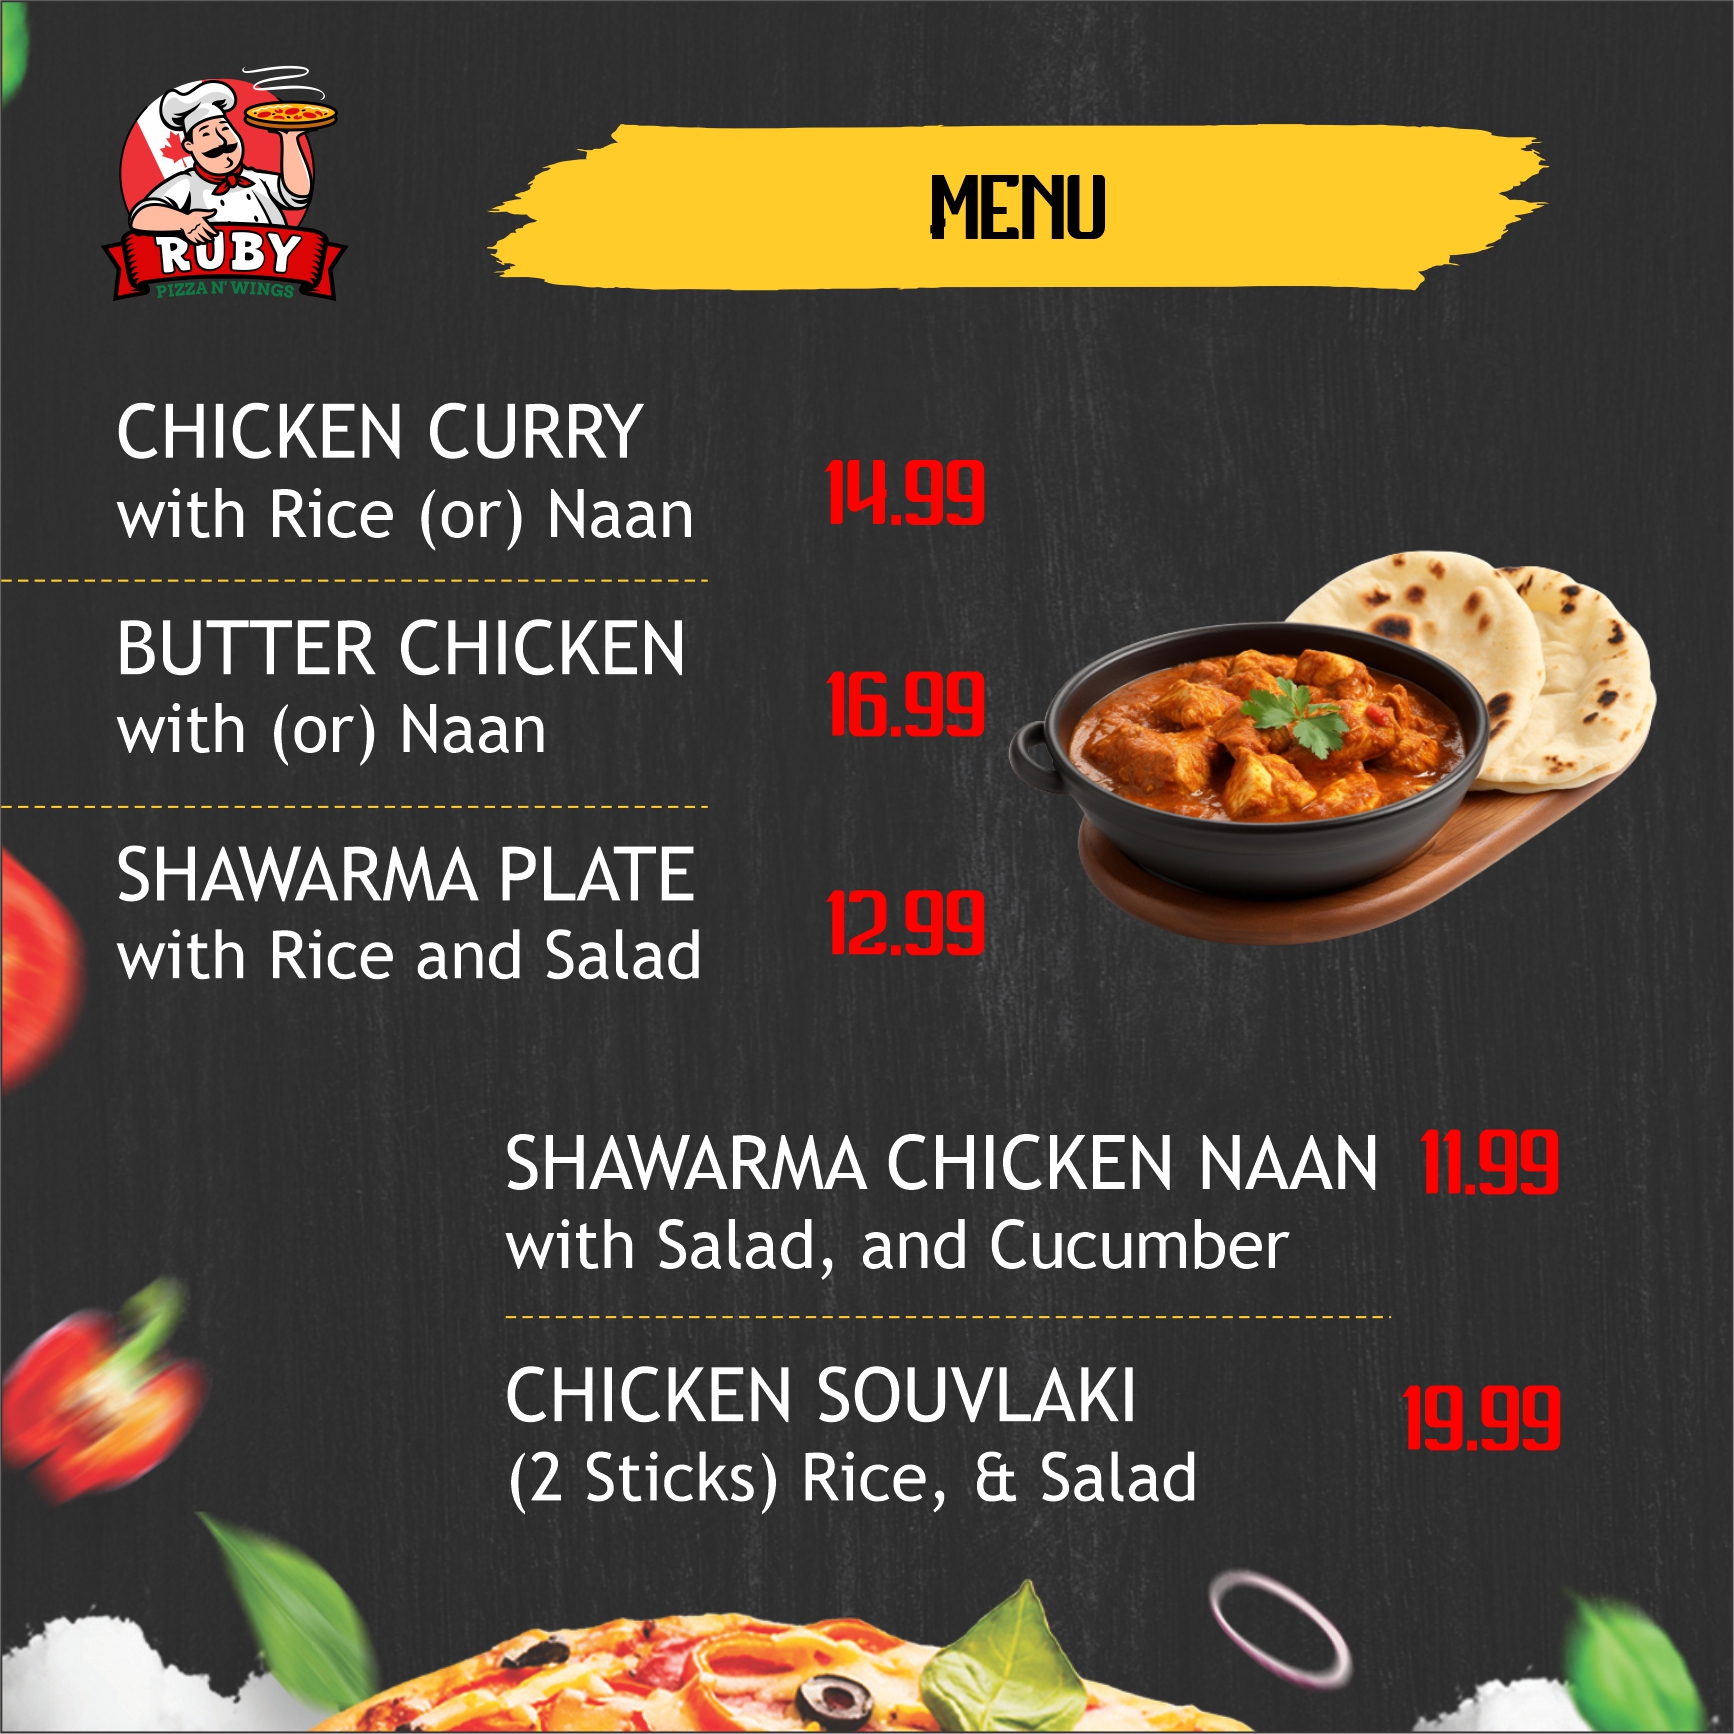 RUBY
PIZZA N' WINGS
MENU
CHICKEN CURRY
with Rice (or) Naan
14.99
BUTTER CHICKEN
with (or) Naan
16.99
SHAWARMA PLATE
with Rice and Salad
12.99
SHAWARMA CHICKEN NAAN 11.99
with Salad, and Cucumber
CHICKEN SOUVLAKI
(2 Sticks) Rice, & Salad
19.99